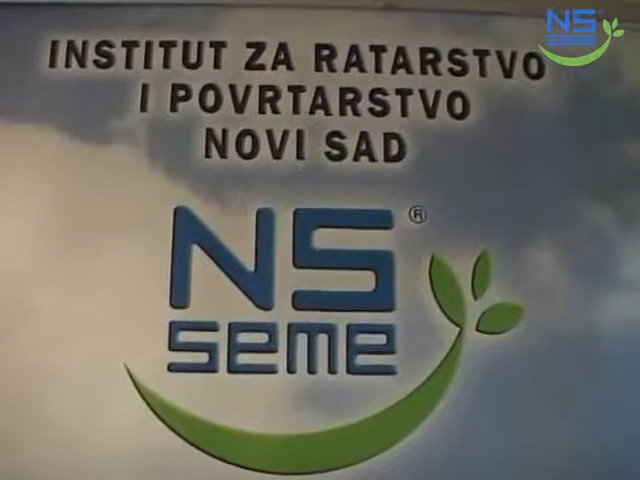 NS
seme
INSTITUT ZA RATARSTVO
I POVRTARSTVO
NOVI SAD
NS®
seme